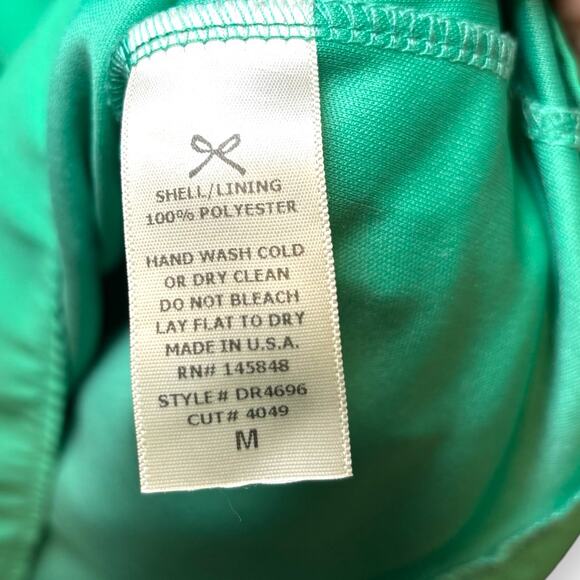 SHELL/LINING
100% POLYESTER
HAND WASH COLD
OR DRY CLEAN
DO NOT BLEACH
LAY FLAT TO DRY
MADE IN U.S.A.
RN# 145848
STYLE # DR4696
CUT# 4049
M